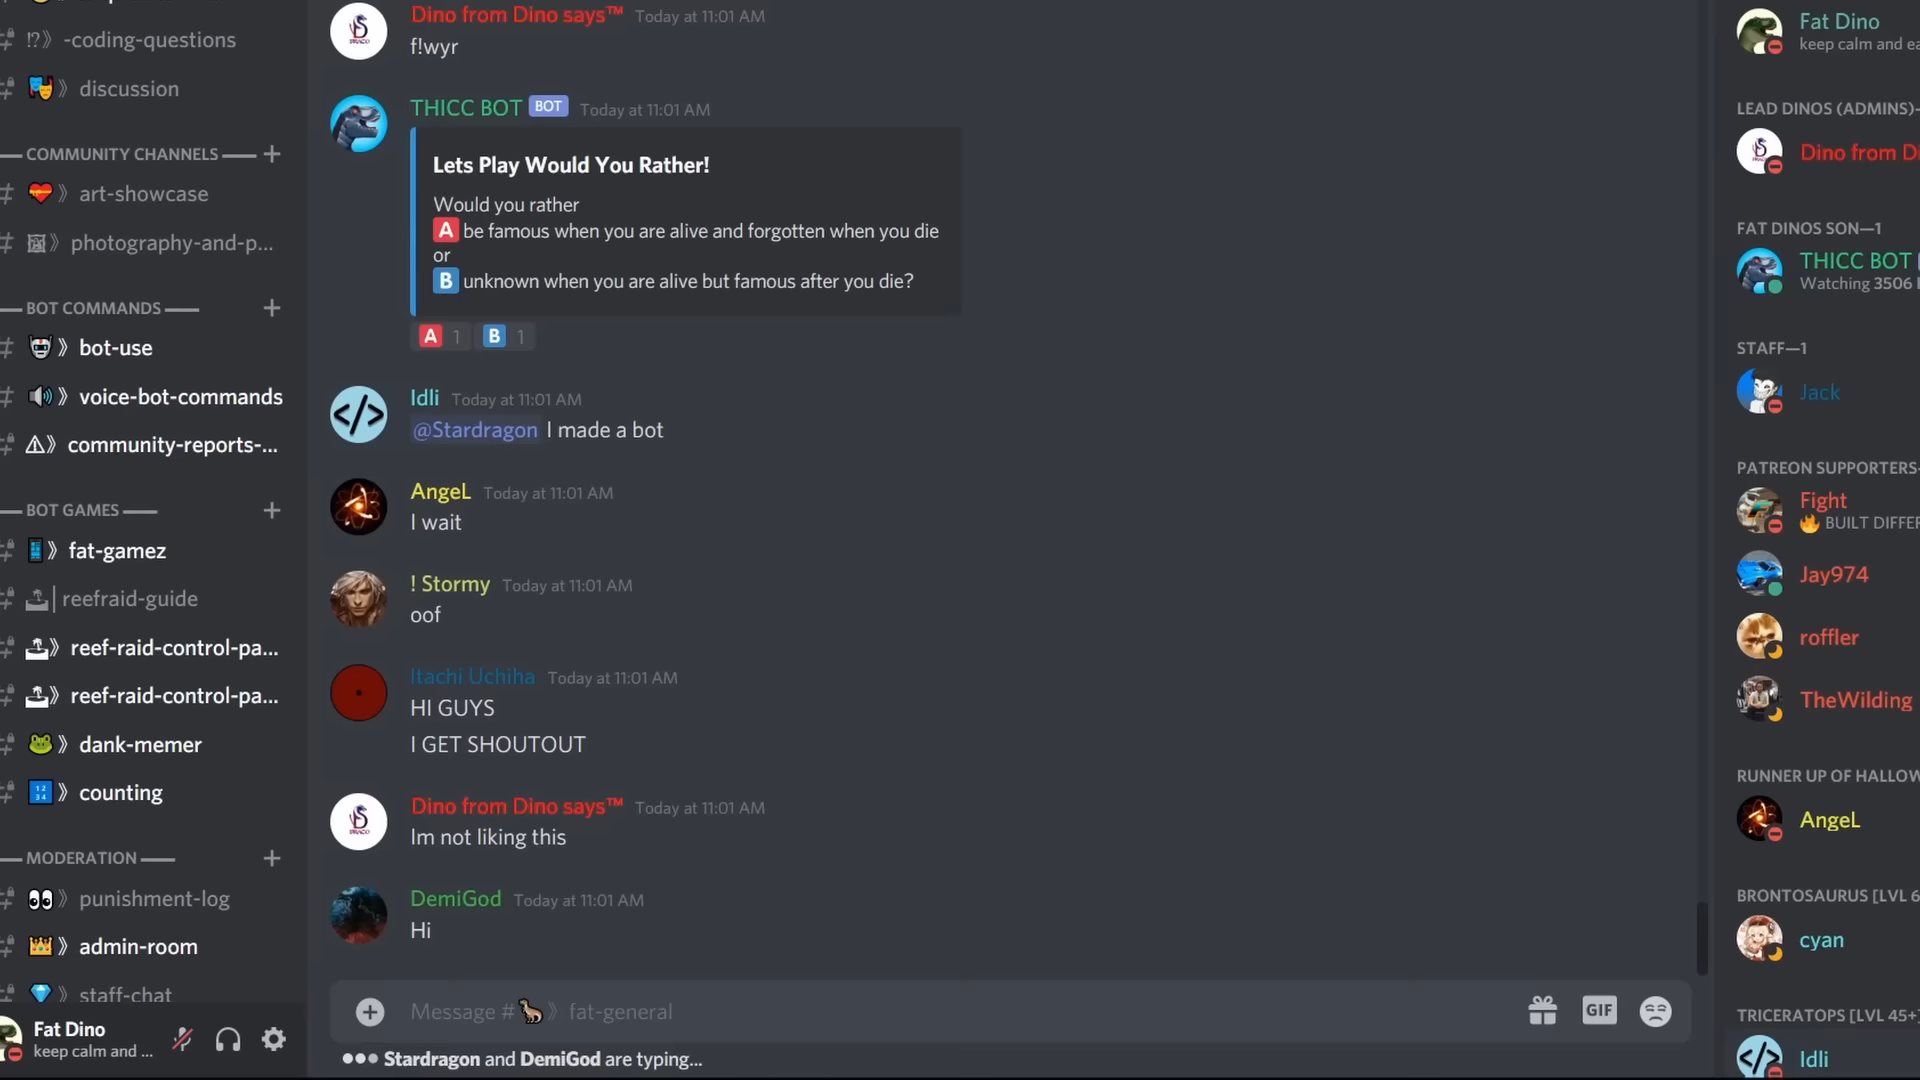 ⁉》-coding-questions
》 discussion
COMMUNITY CHANNELS
》 art-showcase
》 photography-and-p...
BOT COMMANDS
》 bot-use
》 voice-bot-commands
》 community-reports-...
BOT GAMES
》 fat-gamez
| reefraid-guide
》 reef-raid-control-pa...
》 reef-raid-control-pa...
》 dank-memer
》 counting
MODERATION
》 punishment-log
》 admin-room
》 staff-chat
Fat Dino
keep calm and ...
Dino from Dino says™ Today at 11:01 AM
f!wyr
THICC BOT BOT Today at 11:01 AM
Lets Play Would You Rather!
Would you rather
A be famous when you are alive and forgotten when you die
or
B unknown when you are alive but famous after you die?
A 1 B 1
Idli Today at 11:01 AM
@Stardragon I made a bot
AngeL Today at 11:01 AM
I wait
! Stormy Today at 11:01 AM
oof
Itachi Uchiha Today at 11:01 AM
HI GUYS
I GET SHOUTOUT
Dino from Dino says™ Today at 11:01 AM
Im not liking this
DemiGod Today at 11:01 AM
Hi
Message # 》 fat-general
GIF
Stardragon and DemiGod are typing...
Fat Dino
keep calm and ea
LEAD DINOS (ADMINS)—
Dino from Di
FAT DINOS SON—1
THICC BOT
Watching 3506
STAFF—1
Jack
PATREON SUPPORTERS—
Fight
BUILT DIFFER
Jay974
roffler
TheWilding
RUNNER UP OF HALLOW
AngeL
BRONTOSAURUS [LVL 6
cyan
TRICERATOPS [LVL 45+]
Idli